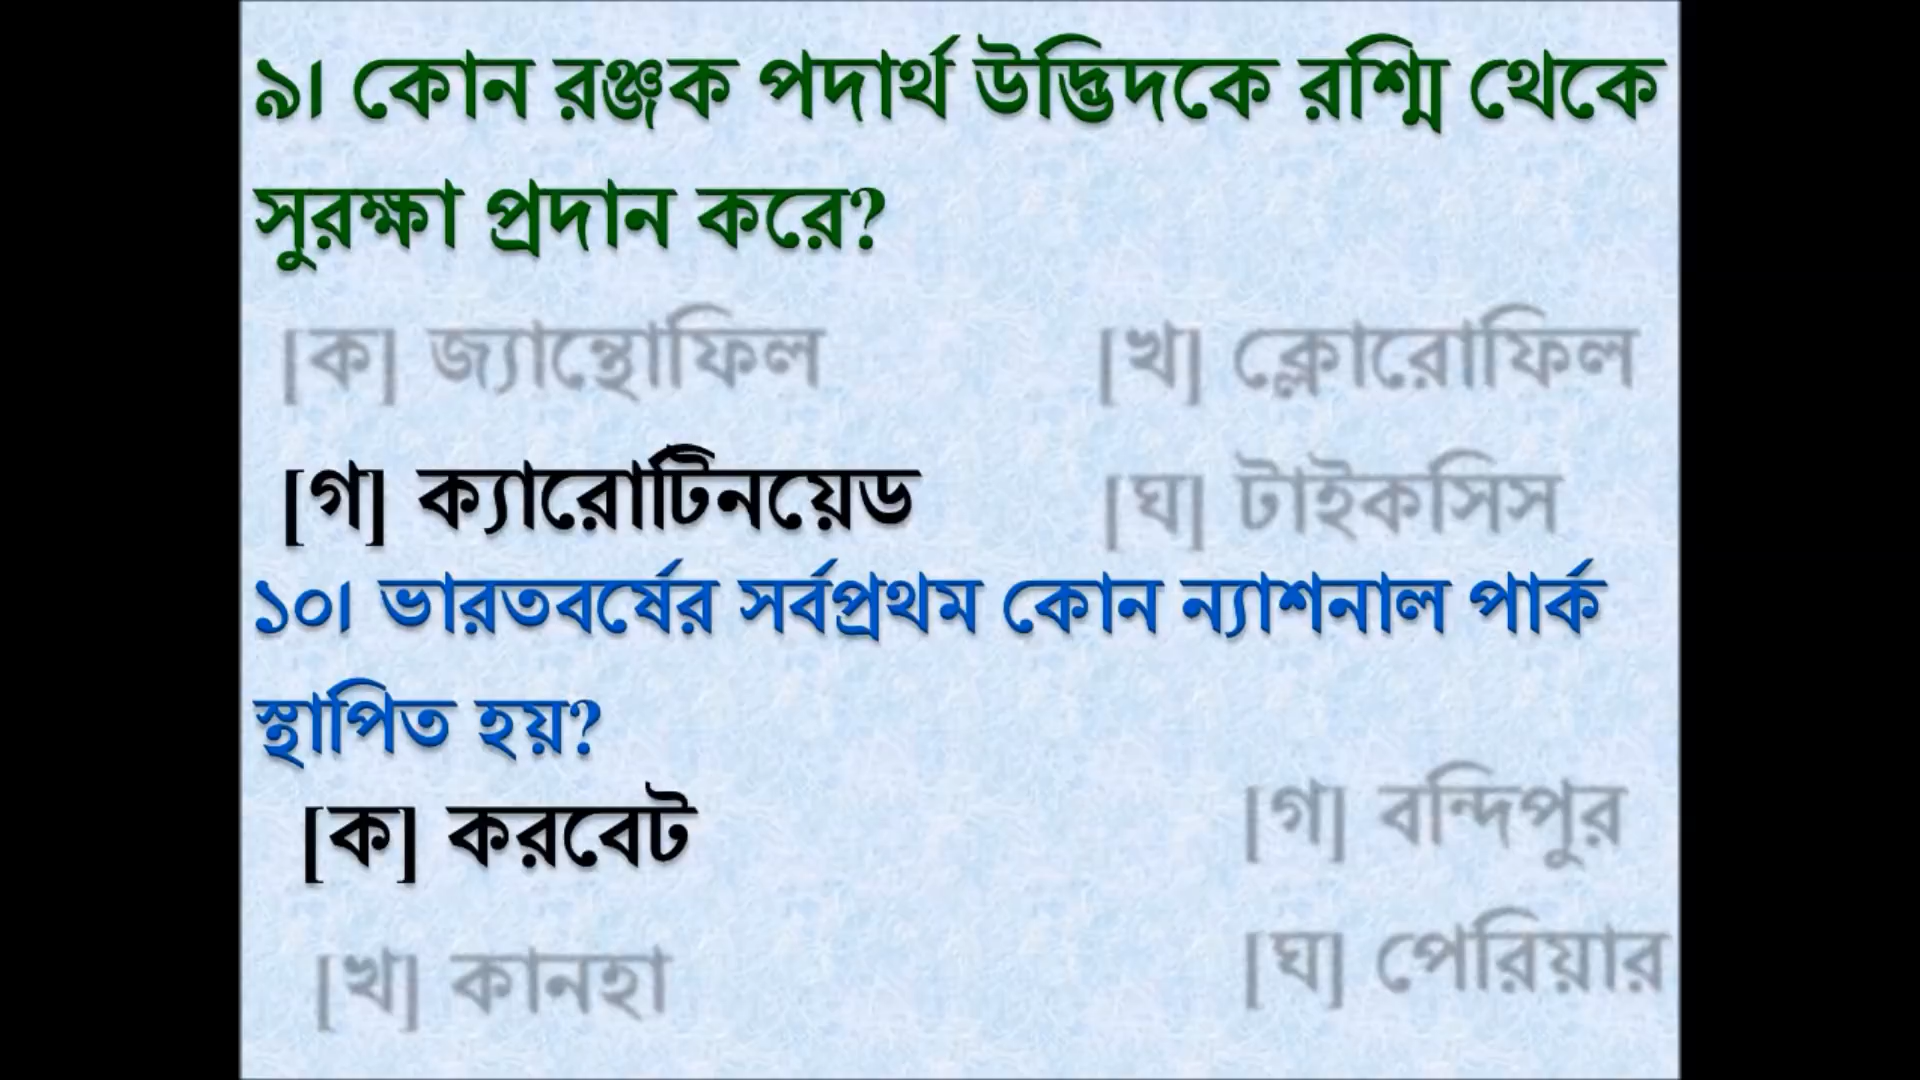 ৯। কোন রঞ্জক পদার্থ উদ্ভিদকে রশ্মি থেকে
সুরক্ষা প্রদান করে?
[ক] জ্যান্থোফিল [খ] ক্লোরোফিল
[গ] ক্যারোটিনয়েড [ঘ] টাইকসিস
১০। ভারতবর্ষের সর্বপ্রথম কোন ন্যাশনাল পার্ক
স্থাপিত হয়?
[ক] করবেট [গ] বন্দিপুর
[খ] কানহা [ঘ] পেরিয়ার